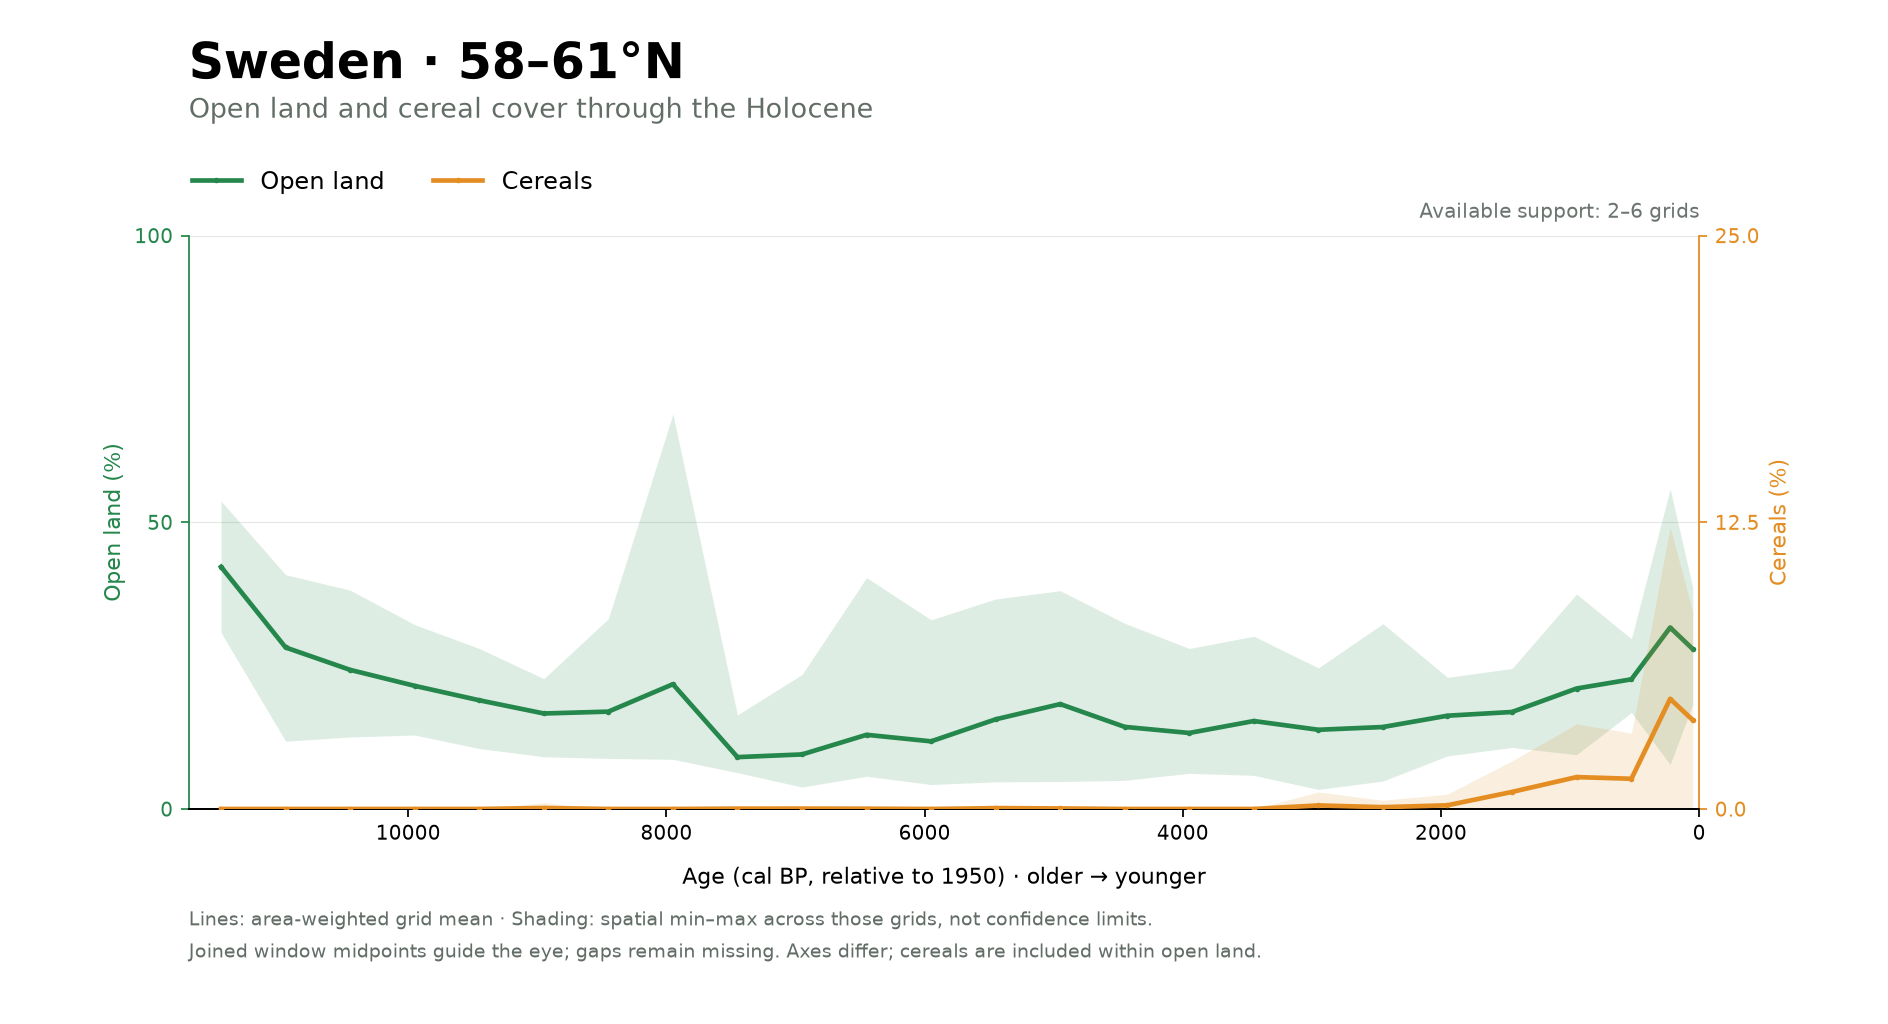 Sweden · 58–61°N
Open land and cereal cover through the Holocene
Open land
Cereals
Available support: 2–6 grids
100
50
0
Open land (%)
25.0
12.5
0.0
Cereals (%)
10000
8000
6000
4000
2000
0
Age (cal BP, relative to 1950) · older → younger
Lines: area-weighted grid mean · Shading: spatial min–max across those grids, not confidence limits.
Joined window midpoints guide the eye; gaps remain missing. Axes differ; cereals are included within open land.